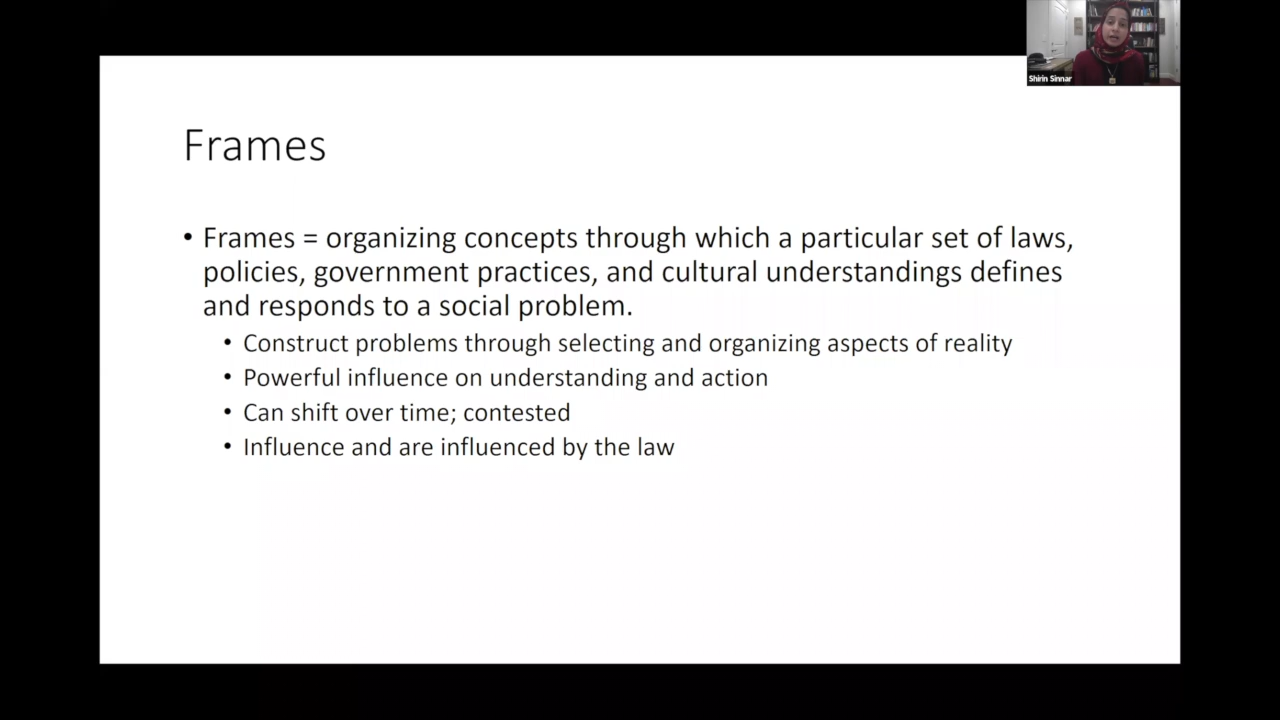 Shirin Sinnar
Frames
• Frames = organizing concepts through which a particular set of laws,
policies, government practices, and cultural understandings defines
and responds to a social problem.
• Construct problems through selecting and organizing aspects of reality
• Powerful influence on understanding and action
• Can shift over time; contested
• Influence and are influenced by the law